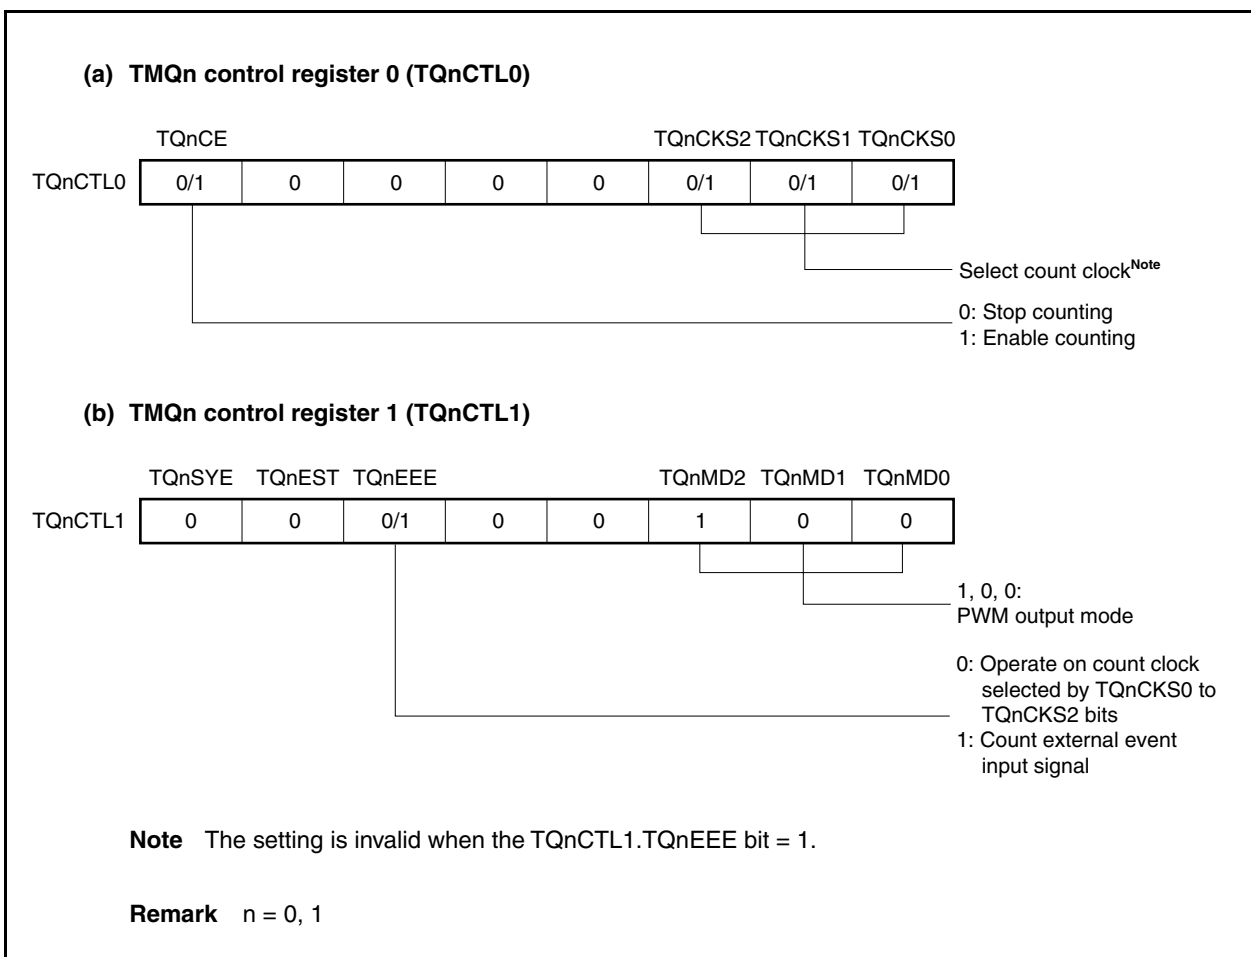 (a) TMQn control register 0 (TQnCTL0)
TQnCE TQnCKS2 TQnCKS1 TQnCKS0
TQnCTL0 0/1 0 0 0 0 0/1 0/1 0/1
Select count clockNote
0: Stop counting
1: Enable counting
(b) TMQn control register 1 (TQnCTL1)
TQnSYE TQnEST TQnEEE TQnMD2 TQnMD1 TQnMD0
TQnCTL1 0 0 0/1 0 0 1 0 0
1, 0, 0:
PWM output mode
0: Operate on count clock
selected by TQnCKS0 to
TQnCKS2 bits
1: Count external event
input signal
Note The setting is invalid when the TQnCTL1.TQnEEE bit = 1.
Remark n = 0, 1